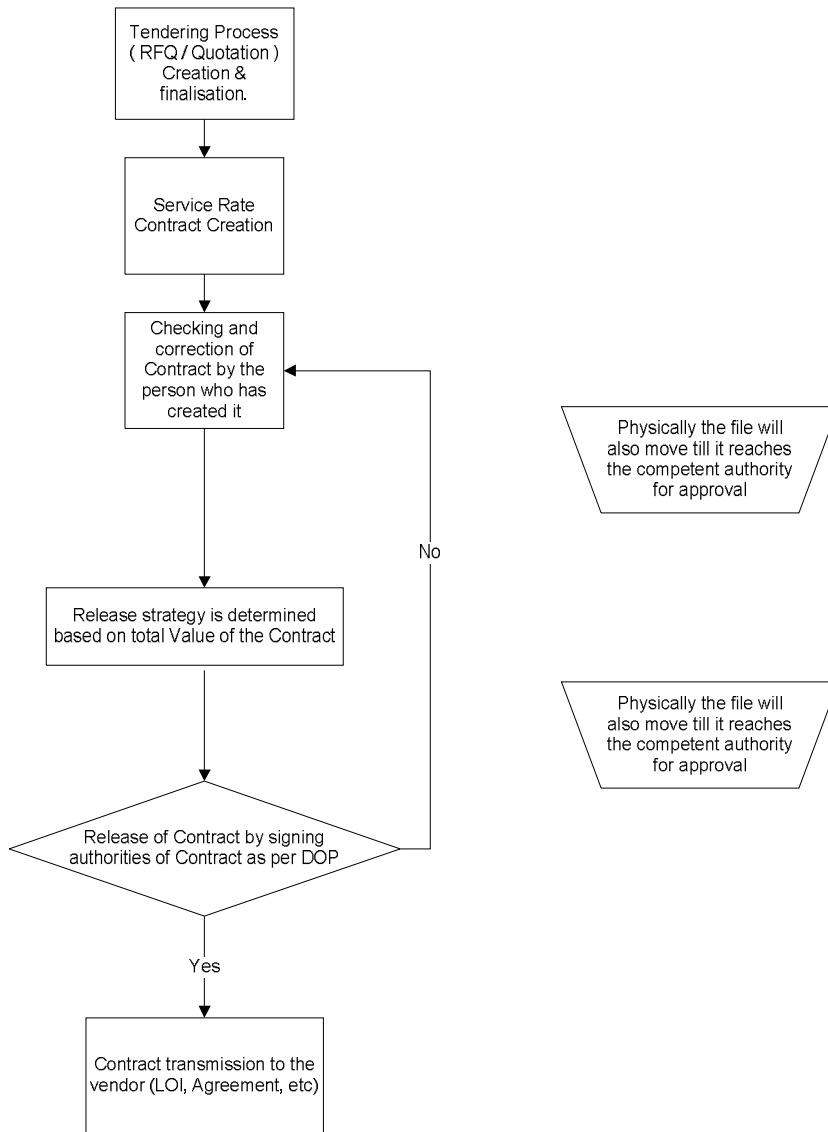 Tendering Process
( RFQ / Quotation )
Creation &
finalisation.
Service Rate
Contract Creation
Checking and
correction of
Contract by the
person who has
created it
Physically the file will
also move till it reaches
the competent authority
for approval
No
Release strategy is determined
based on total Value of the Contract
Physically the file will
also move till it reaches
the competent authority
for approval
Release of Contract by signing
authorities of Contract as per DOP
Yes
Contract transmission to the
vendor (LOI, Agreement, etc)